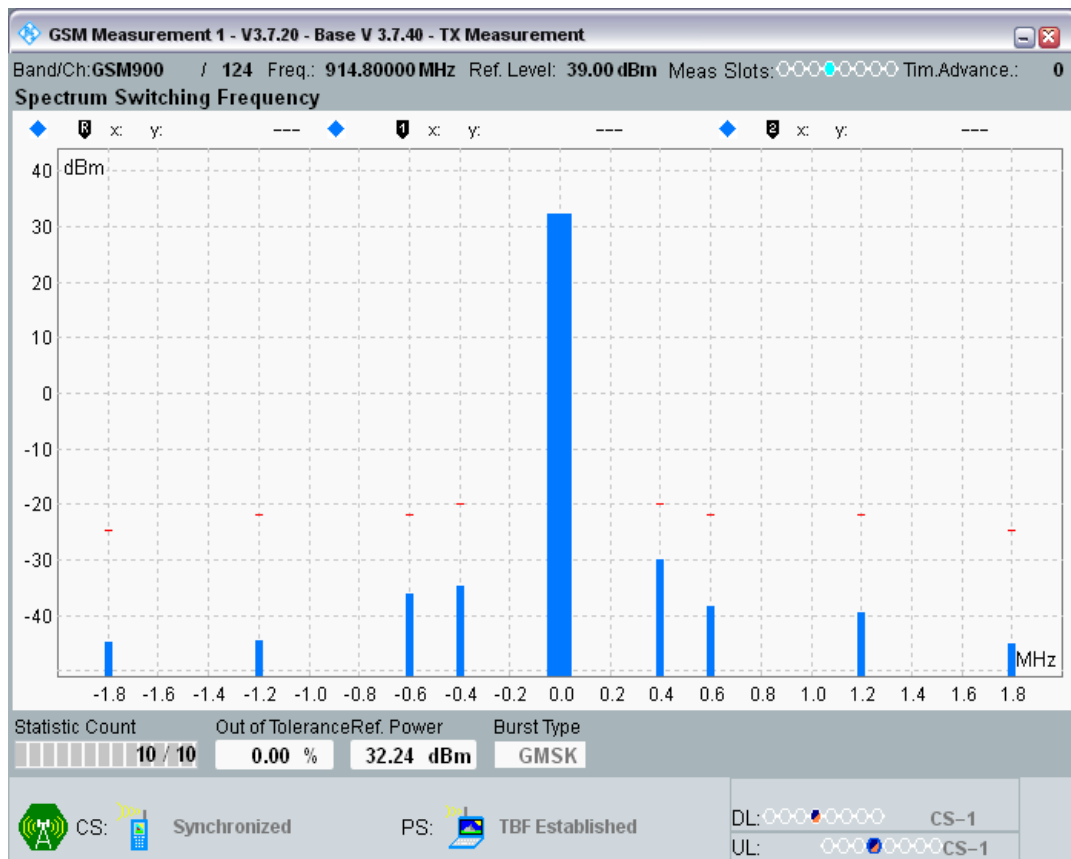 GSM Measurement 1 - V3.7.20 - Base V 3.7.40 - TX Measurement
Band/Ch:GSM900 / 124 Freq.: 914.80000 MHz Ref. Level: 39.00 dBm Meas Slots: Tim.Advance.: 0
Spectrum Switching Frequency
R x: y: --- 1 x: y: --- 2 x: y: ---
dBm
40
30
20
10
0
-10
-20
-30
-40
MHz
-1.8 -1.6 -1.4 -1.2 -1.0 -0.8 -0.6 -0.4 -0.2 0.0 0.2 0.4 0.6 0.8 1.0 1.2 1.4 1.6 1.8
Statistic Count Out of Tolerance Ref. Power Burst Type
10 / 10 0.00 % 32.24 dBm GMSK
CS: Synchronized PS: TBF Established
DL: CS-1
UL: CS-1